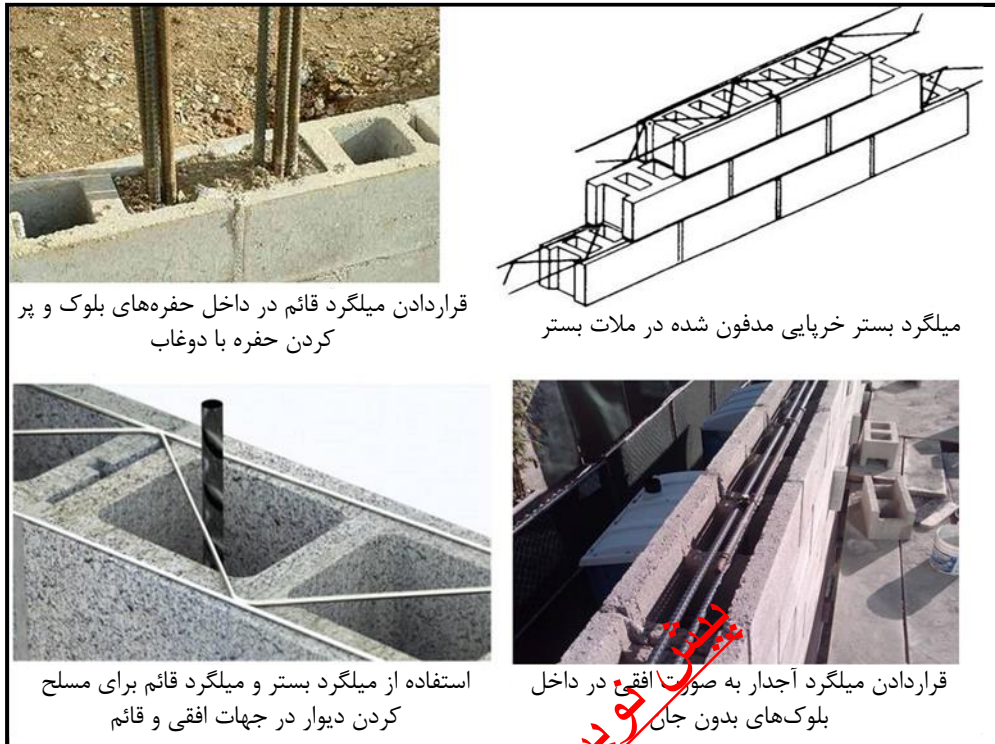 میلگرد بستر خرپایی مدفون شده در ملات بستر
قراردادن میلگرد قائم در داخل حفره‌های بلوک و پر
کردن حفره با دوغاب
قراردادن میلگرد آجدار به صورت افقی در داخل
بلوک‌های بدون جان
استفاده از میلگرد بستر و میلگرد قائم برای مسلح
کردن دیوار در جهات افقی و قائم
پیش نویس